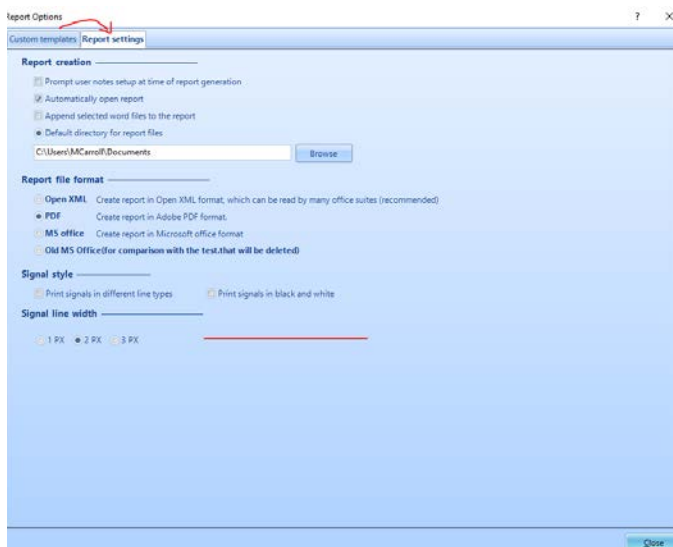 Report Options ? X
Custom templates Report settings
Report creation
Prompt user notes setup at time of report generation
Automatically open report
Append selected word files to the report
Default directory for report files
C:\Users\MCarroll\Documents Browse
Report file format
Open XML Create report in Open XML format, which can be read by many office suites (recommended)
PDF Create report in Adobe PDF format.
MS office Create report in Microsoft office format
Old MS Office(for comparison with the test.that will be deleted)
Signal style
Print signals in different line types Print signals in black and white
Signal line width
1 PX 2 PX 3 PX
Close